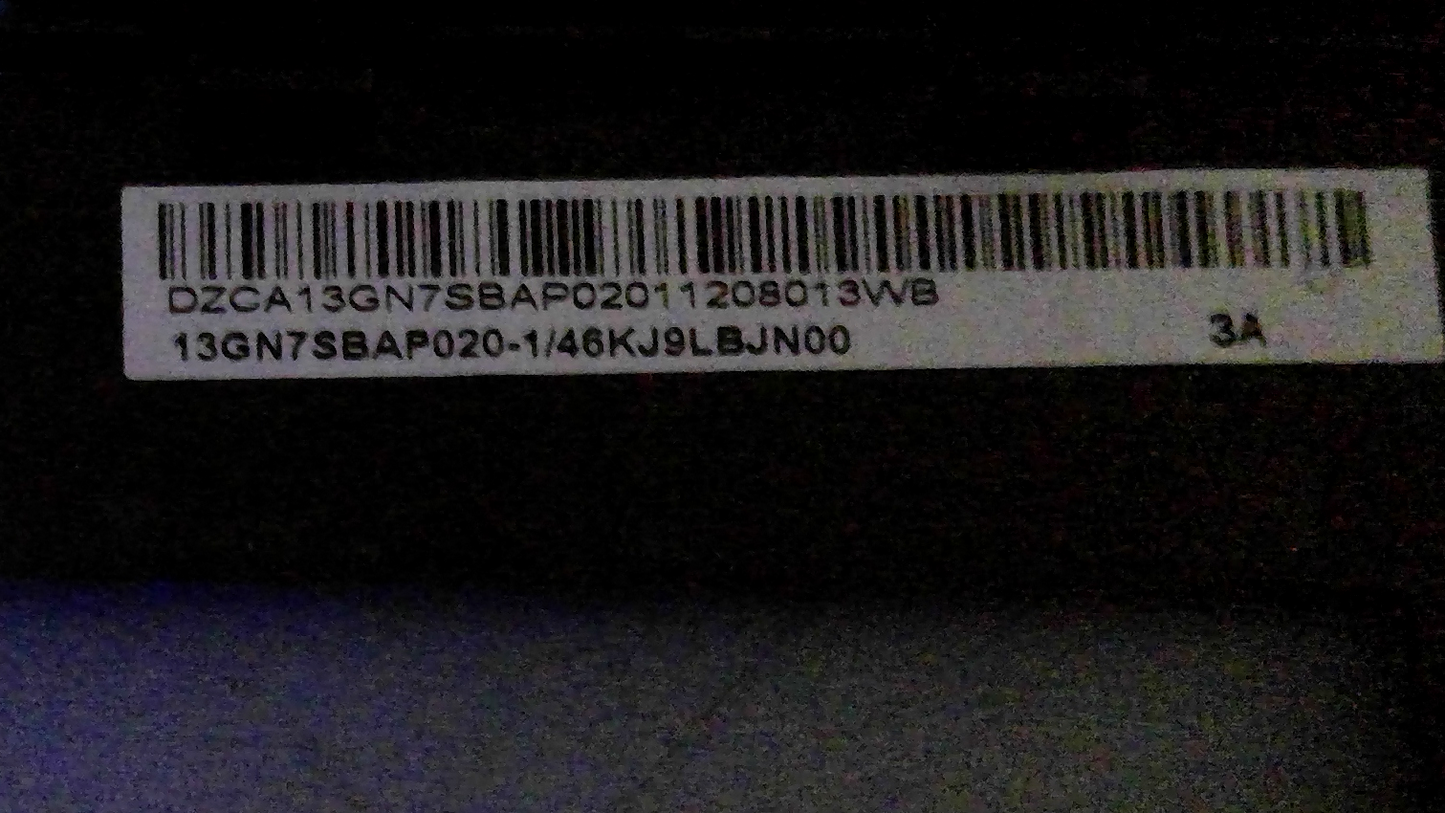 DZCA13GN7SBAP02011208013WB
13GN7SBAP020-1/46KJ9LBJN00
3A